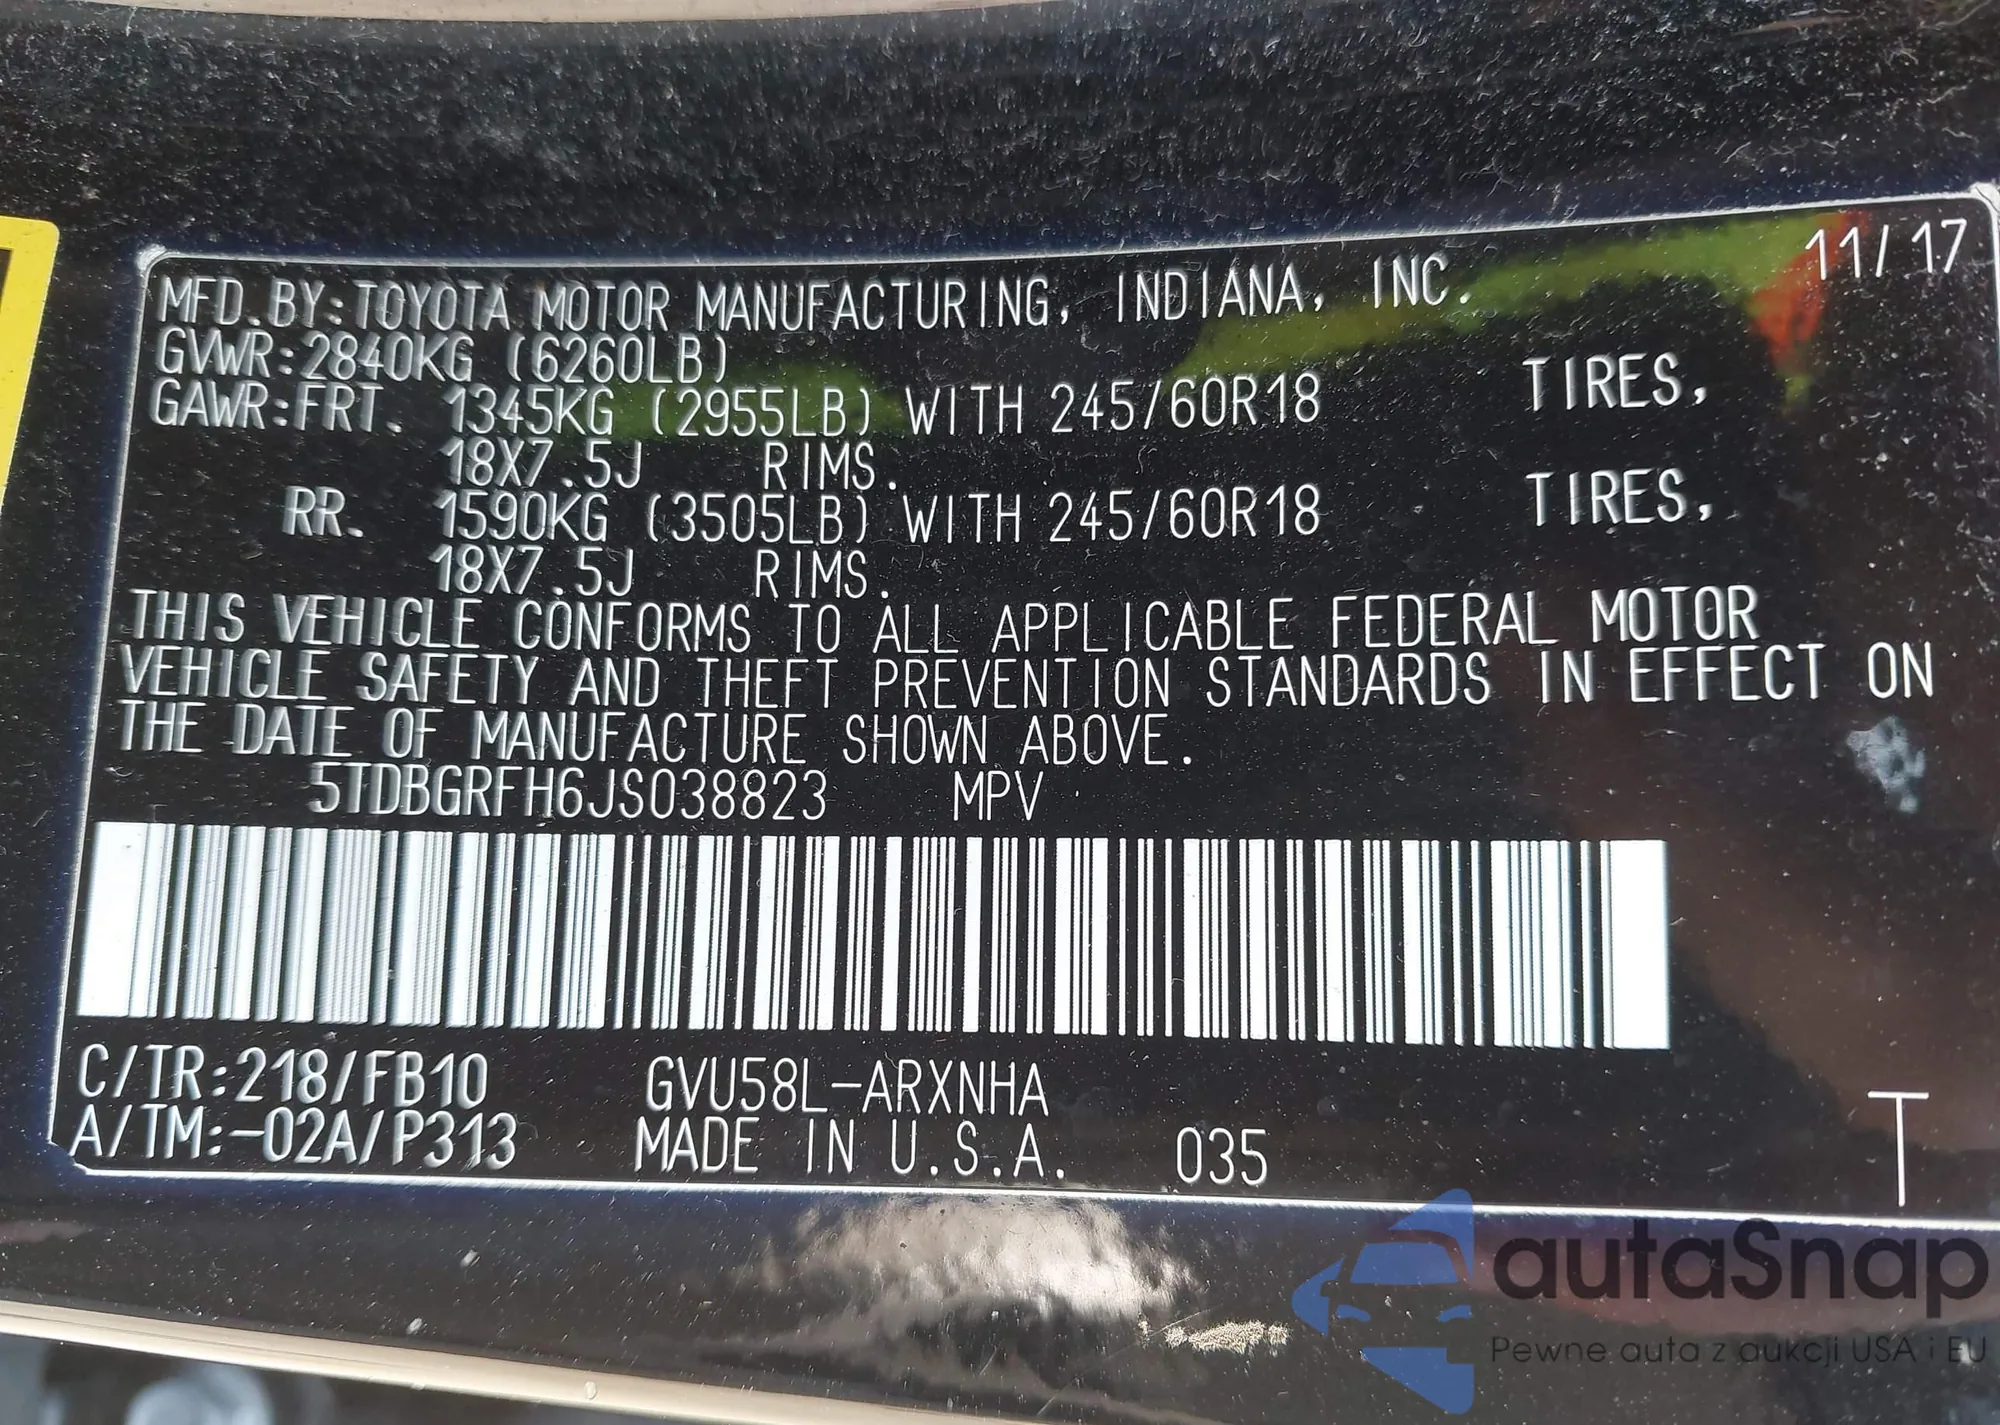 11/17
MFD.BY:TOYOTA MOTOR MANUFACTURING, INDIANA, INC.
GVWR:2840KG (6260LB)
GAWR:FRT. 1345KG (2955LB) WITH 245/60R18 TIRES,
18X7.5J RIMS.
RR. 1590KG (3505LB) WITH 245/60R18 TIRES,
18X7.5J RIMS.
THIS VEHICLE CONFORMS TO ALL APPLICABLE FEDERAL MOTOR
VEHICLE SAFETY AND THEFT PREVENTION STANDARDS IN EFFECT ON
THE DATE OF MANUFACTURE SHOWN ABOVE.
5TDBGRFH6JS038823 MPV
C/TR:218/FB10 GVU58L-ARXNHA
A/TM:-02A/P313 MADE IN U.S.A. 035 T
autaSnap
Pewne auta z aukcji USA i EU